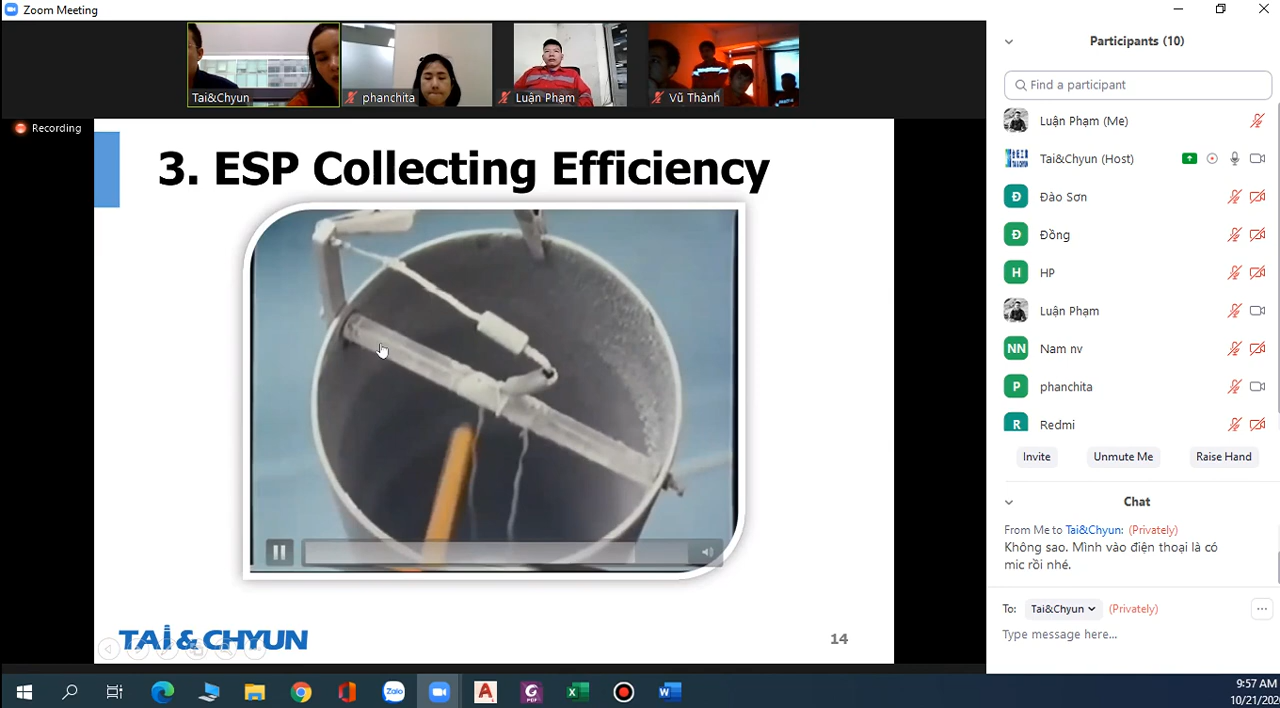 Zoom Meeting
Participants (10)
Find a participant
Tai&Chyun
phanchita
Luận Phạm
Vũ Thành
Recording
Luận Phạm (Me)
Tai&Chyun (Host)
Đ
Đào Sơn
Đ
Đồng
H
HP
Luận Phạm
NN
Nam nv
P
phanchita
R
Redmi
Invite
Unmute Me
Raise Hand
3. ESP Collecting Efficiency
Chat
From Me to Tai&Chyun: (Privately)
Không sao. Mình vào điện thoại là có
mic rồi nhé.
To: Tai&Chyun (Privately)
Type message here...
TAI & CHYUN
14
Zalo
9:57 AM